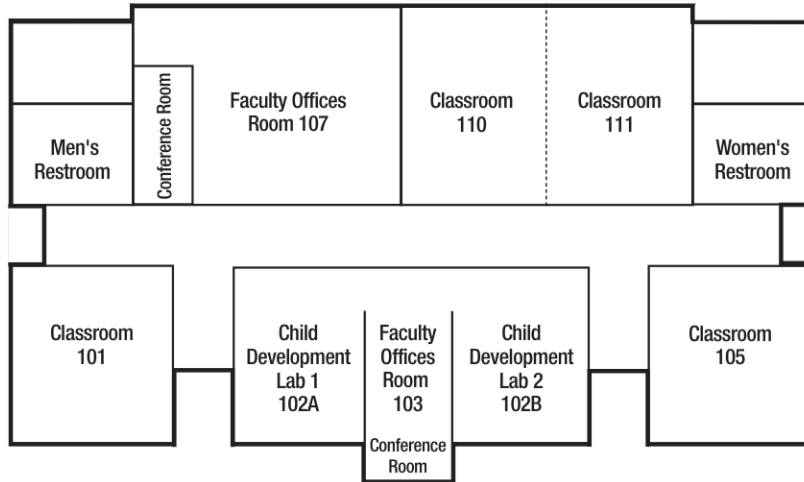 Men's
Restroom
Conference Room
Faculty Offices
Room 107
Classroom
110
Classroom
111
Women's
Restroom
Classroom
101
Child
Development
Lab 1
102A
Faculty
Offices
Room
103
Conference
Room
Child
Development
Lab 2
102B
Classroom
105